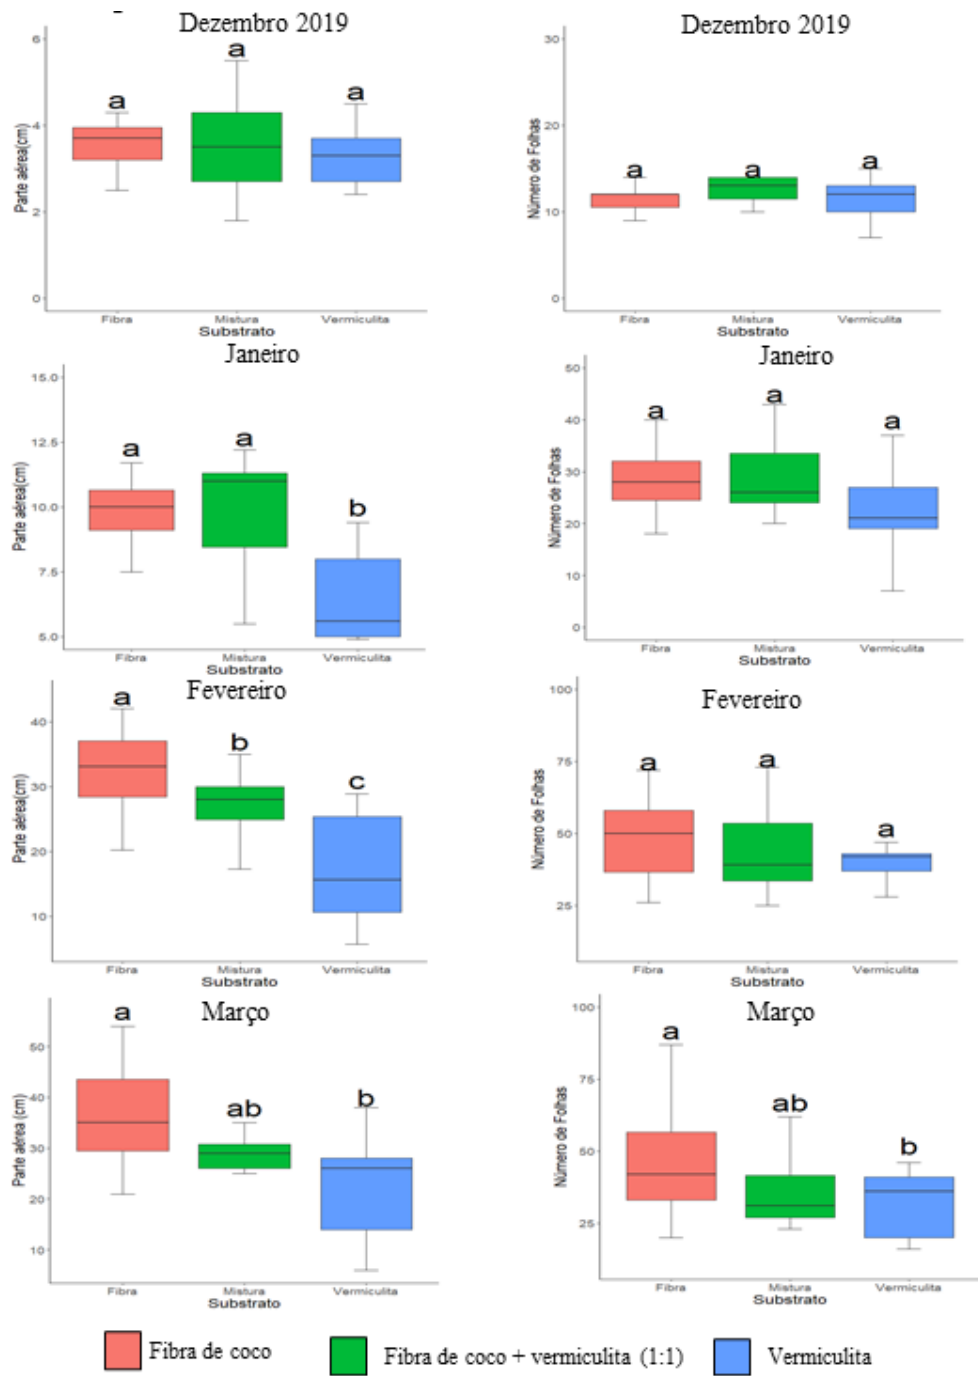 Dezembro 2019
Parte aérea(cm)
6
4
2
0
a
a
a
Fibra
Mistura
Vermiculita
Substrato
Dezembro 2019
Número de Folhas
30
20
10
0
a
a
a
Fibra
Mistura
Vermiculita
Substrato
Janeiro
Parte aérea(cm)
15.0
12.5
10.0
7.5
5.0
a
a
b
Fibra
Mistura
Vermiculita
Substrato
Janeiro
Número de Folhas
50
40
30
20
10
0
a
a
a
Fibra
Mistura
Vermiculita
Substrato
Fevereiro
Parte aérea(cm)
40
30
20
10
a
b
c
Fibra
Mistura
Vermiculita
Substrato
Fevereiro
Número de Folhas
100
75
50
25
a
a
a
Fibra
Mistura
Vermiculita
Substrato
Março
Parte aérea (cm)
50
40
30
20
10
a
ab
b
Fibra
Mistura
Vermiculita
Substrato
Março
Número de Folhas
100
75
50
25
a
ab
b
Fibra
Mistura
Vermiculita
Substrato
Fibra de coco
Fibra de coco + vermiculita (1:1)
Vermiculita